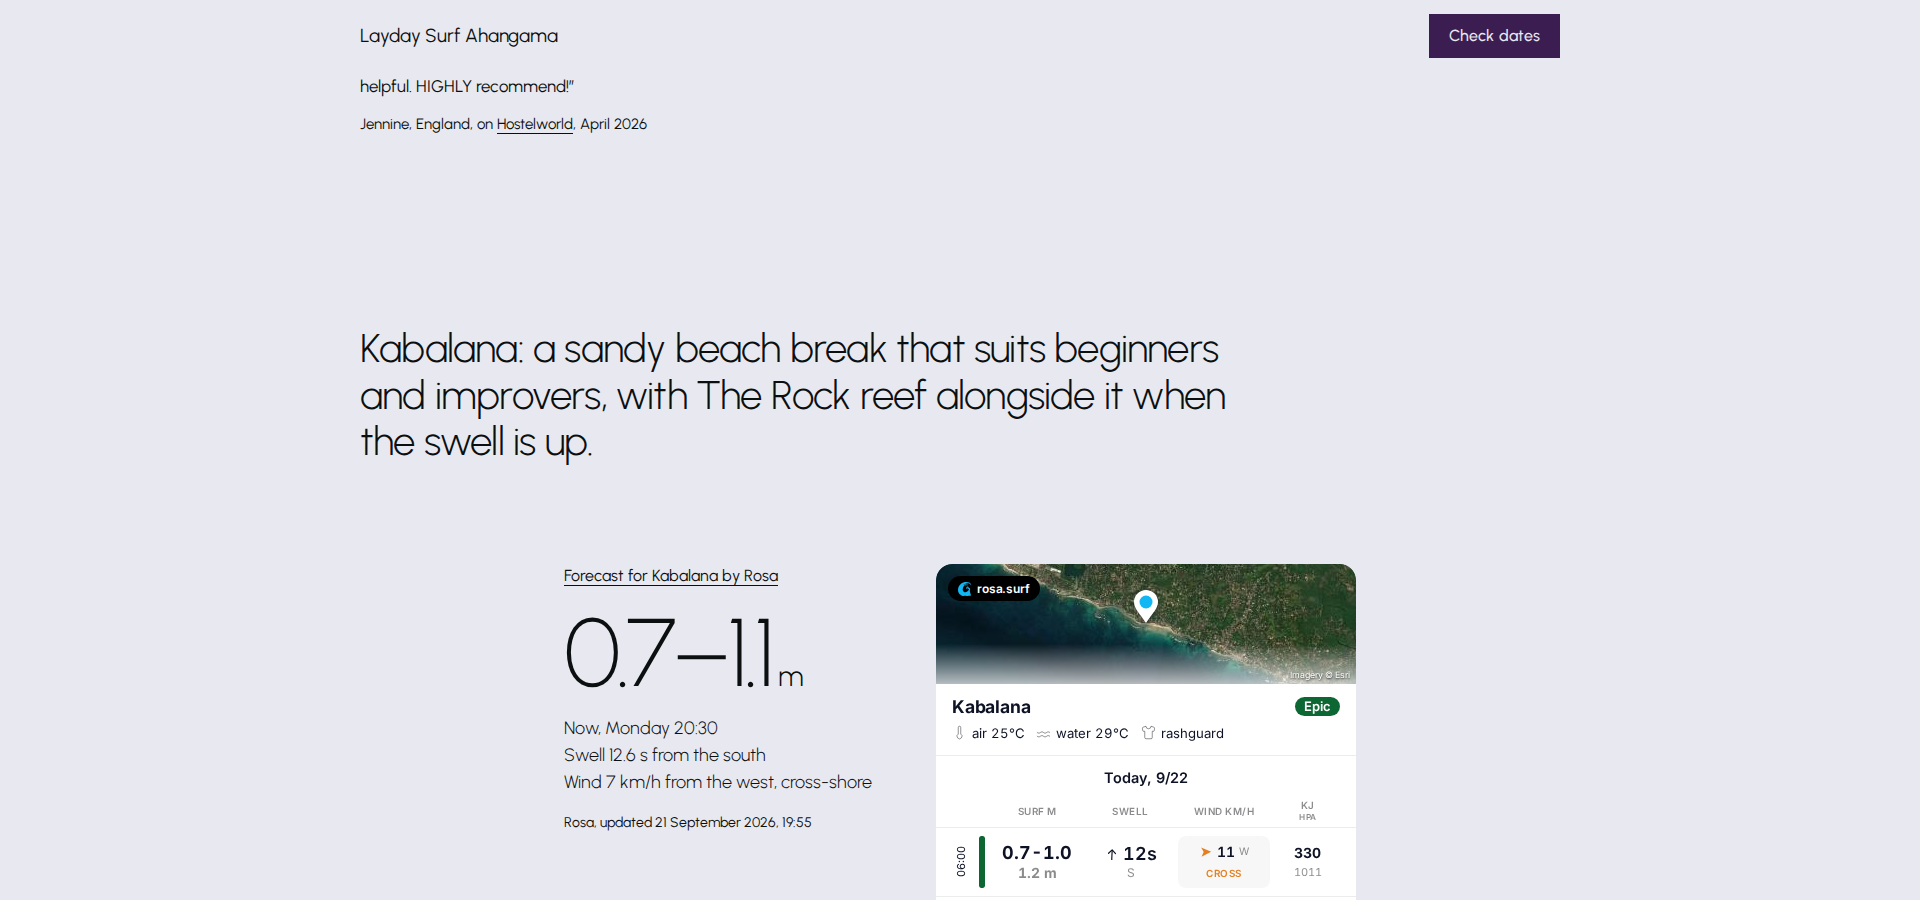 Layday Surf Ahangama
Check dates
helpful. HIGHLY recommend!"
Jennine, England, on Hostelworld, April 2026
Kabalana: a sandy beach break that suits beginners
and improvers, with The Rock reef alongside it when
the swell is up.
Forecast for Kabalana by Rosa
0.7–1.1 m
Now, Monday 20:30
Swell 12.6 s from the south
Wind 7 km/h from the west, cross-shore
Rosa, updated 21 September 2026, 19:55
rosa.surf
Imagery © Esri
Kabalana
Epic
air 25°C water 29°C rashguard
Today, 9/22
SURF M SWELL WIND KM/H KJ
HPA
06:00
0.7-1.0 ↑ 12s 11 W 330
1.2 m S CROSS 1011